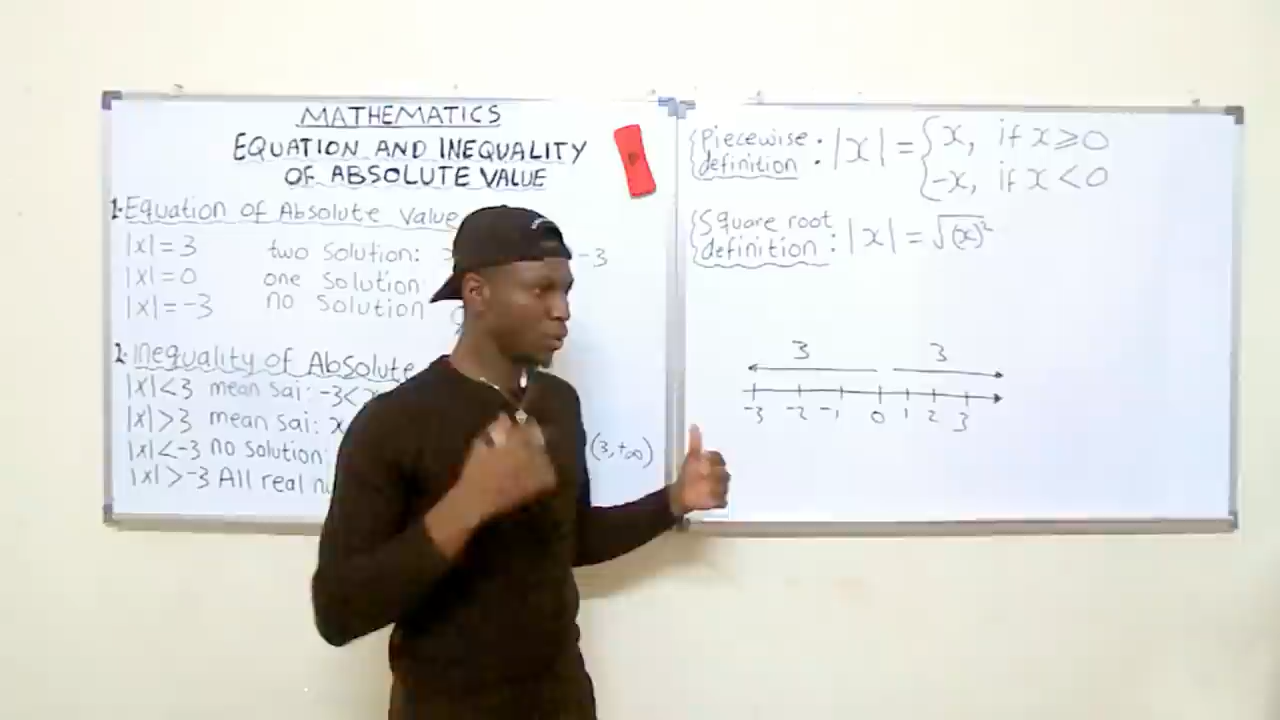 MATHEMATICS
EQUATION AND INEQUALITY
OF ABSOLUTE VALUE
1. Equation of Absolute Value
|x| = 3 two solution: -3
|x| = 0 one solution
|x| = -3 no solution
2. Inequality of Absolute
|x| < 3 mean sai: -3 < x
|x| > 3 mean sai: x
|x| < -3 no solution: (3, +∞)
|x| > -3 All real
Piecewise
definition : |x| = { x, if x ⩾ 0
-x, if x < 0
Square root
definition : |x| = √(x)²
3 3
-3 -2 -1 0 1 2 3